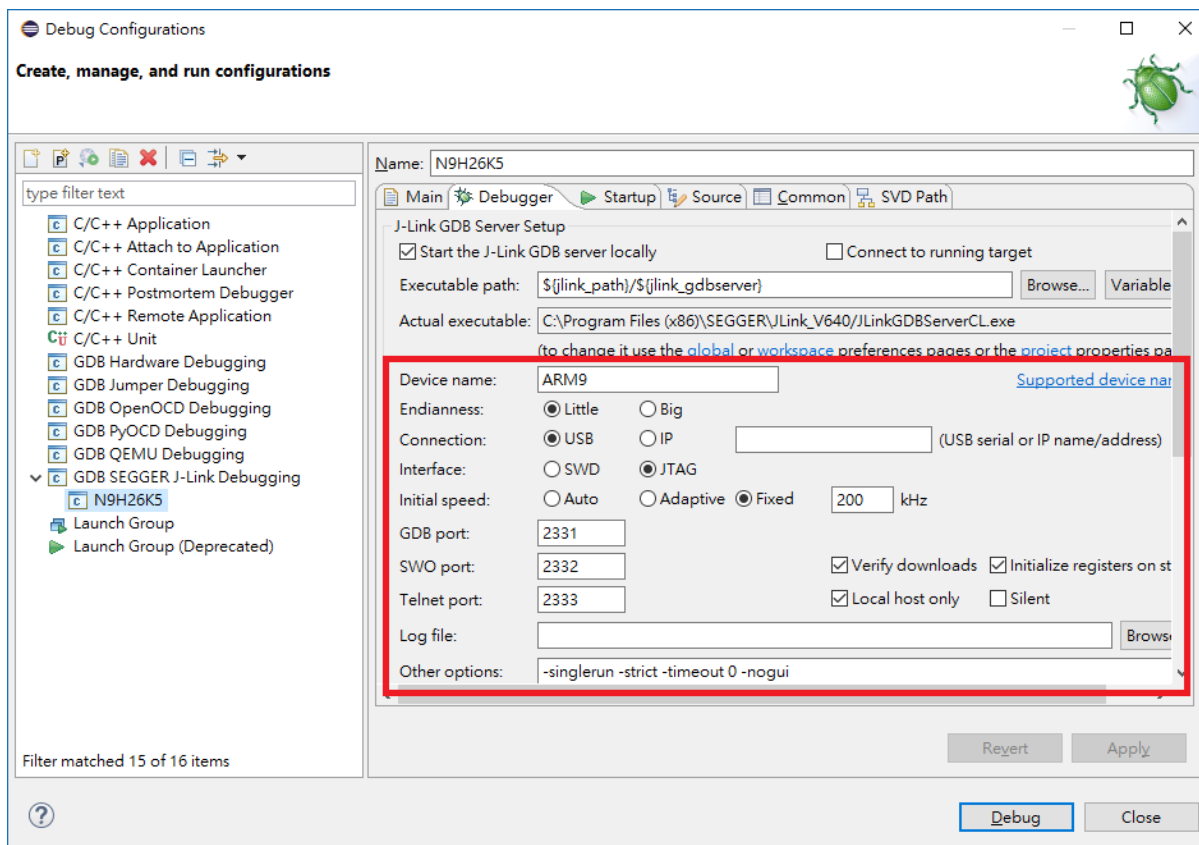 Debug Configurations
Create, manage, and run configurations
type filter text
C/C++ Application
C/C++ Attach to Application
C/C++ Container Launcher
C/C++ Postmortem Debugger
C/C++ Remote Application
C/C++ Unit
GDB Hardware Debugging
GDB Jumper Debugging
GDB OpenOCD Debugging
GDB PyOCD Debugging
GDB QEMU Debugging
GDB SEGGER J-Link Debugging
N9H26K5
Launch Group
Launch Group (Deprecated)
Filter matched 15 of 16 items
Name: N9H26K5
Main Debugger Startup Source Common SVD Path
J-Link GDB Server Setup
Start the J-Link GDB server locally Connect to running target
Executable path: ${jlink_path}/${jlink_gdbserver} Browse... Variable
Actual executable: C:\Program Files (x86)\SEGGER\JLink_V640/JLinkGDBServerCL.exe
(to change it use the global or workspace preferences pages or the project properties pa
Device name: ARM9 Supported device nar
Endianness: Little Big
Connection: USB IP (USB serial or IP name/address)
Interface: SWD JTAG
Initial speed: Auto Adaptive Fixed 200 kHz
GDB port: 2331
SWO port: 2332 Verify downloads Initialize registers on st
Telnet port: 2333 Local host only Silent
Log file: Browse
Other options: -singlerun -strict -timeout 0 -nogui
Revert Apply
Debug Close